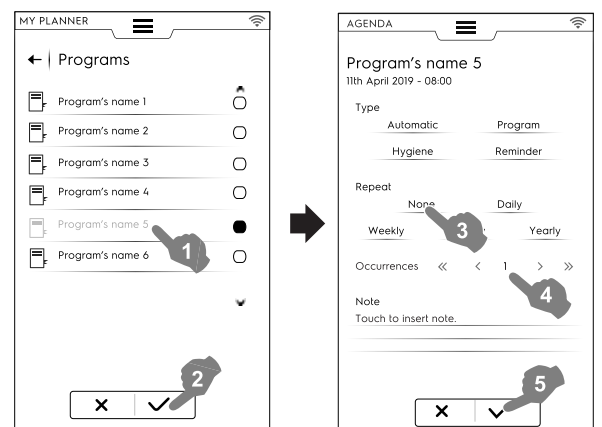 MY PLANNER
Programs
Program's name 1
Program's name 2
Program's name 3
Program's name 4
Program's name 5
Program's name 6
1
2
AGENDA
Program's name 5
11th April 2019 - 08:00
Type
Automatic Program
Hygiene Reminder
Repeat
None Daily
Weekly Yearly
3
Occurrences « < 1 > »
4
Note
Touch to insert note.
5